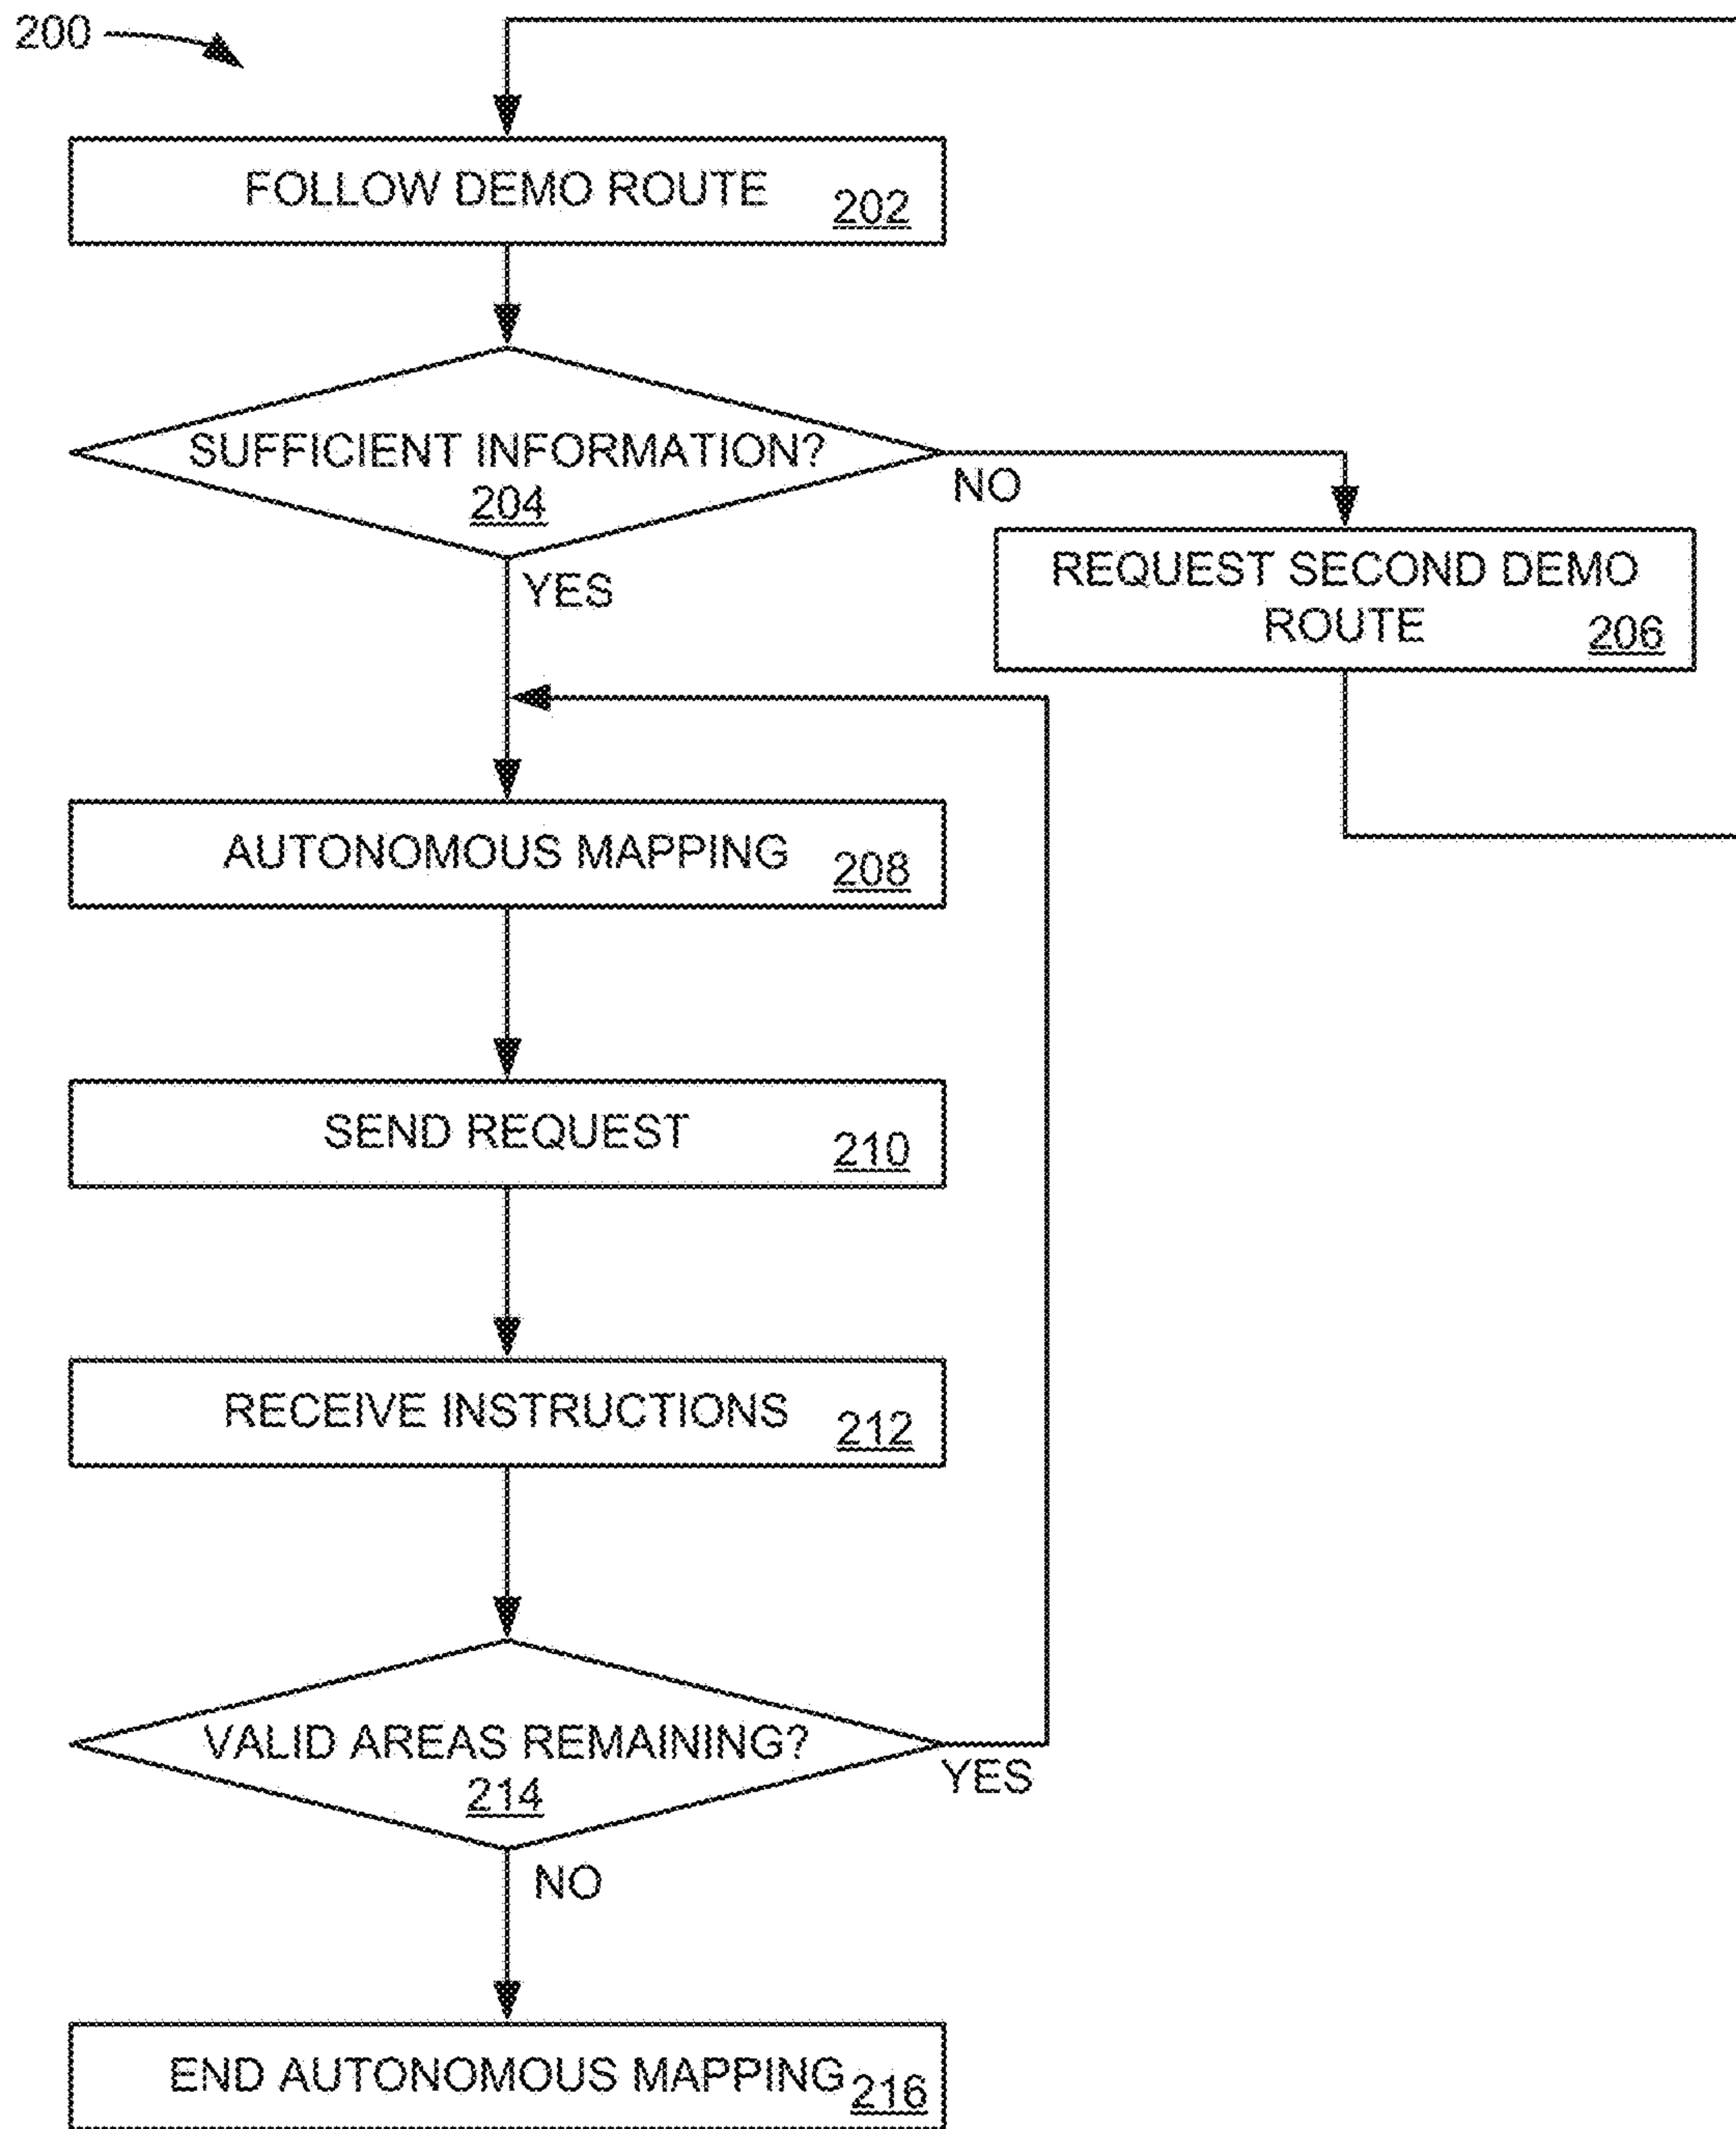 200
FOLLOW DEMO ROUTE 202
SUFFICIENT INFORMATION?
204
NO
YES
REQUEST SECOND DEMO
ROUTE 206
AUTONOMOUS MAPPING 208
SEND REQUEST 210
RECEIVE INSTRUCTIONS 212
VALID AREAS REMAINING?
214
YES
NO
END AUTONOMOUS MAPPING 216